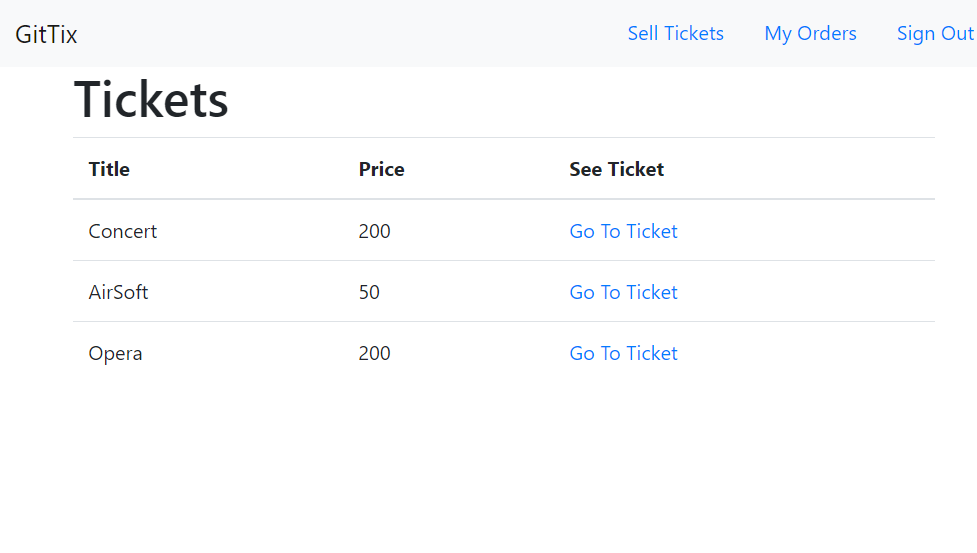 GitTix Sell Tickets My Orders Sign Out
Tickets
Title Price See Ticket
Concert 200 Go To Ticket
AirSoft 50 Go To Ticket
Opera 200 Go To Ticket